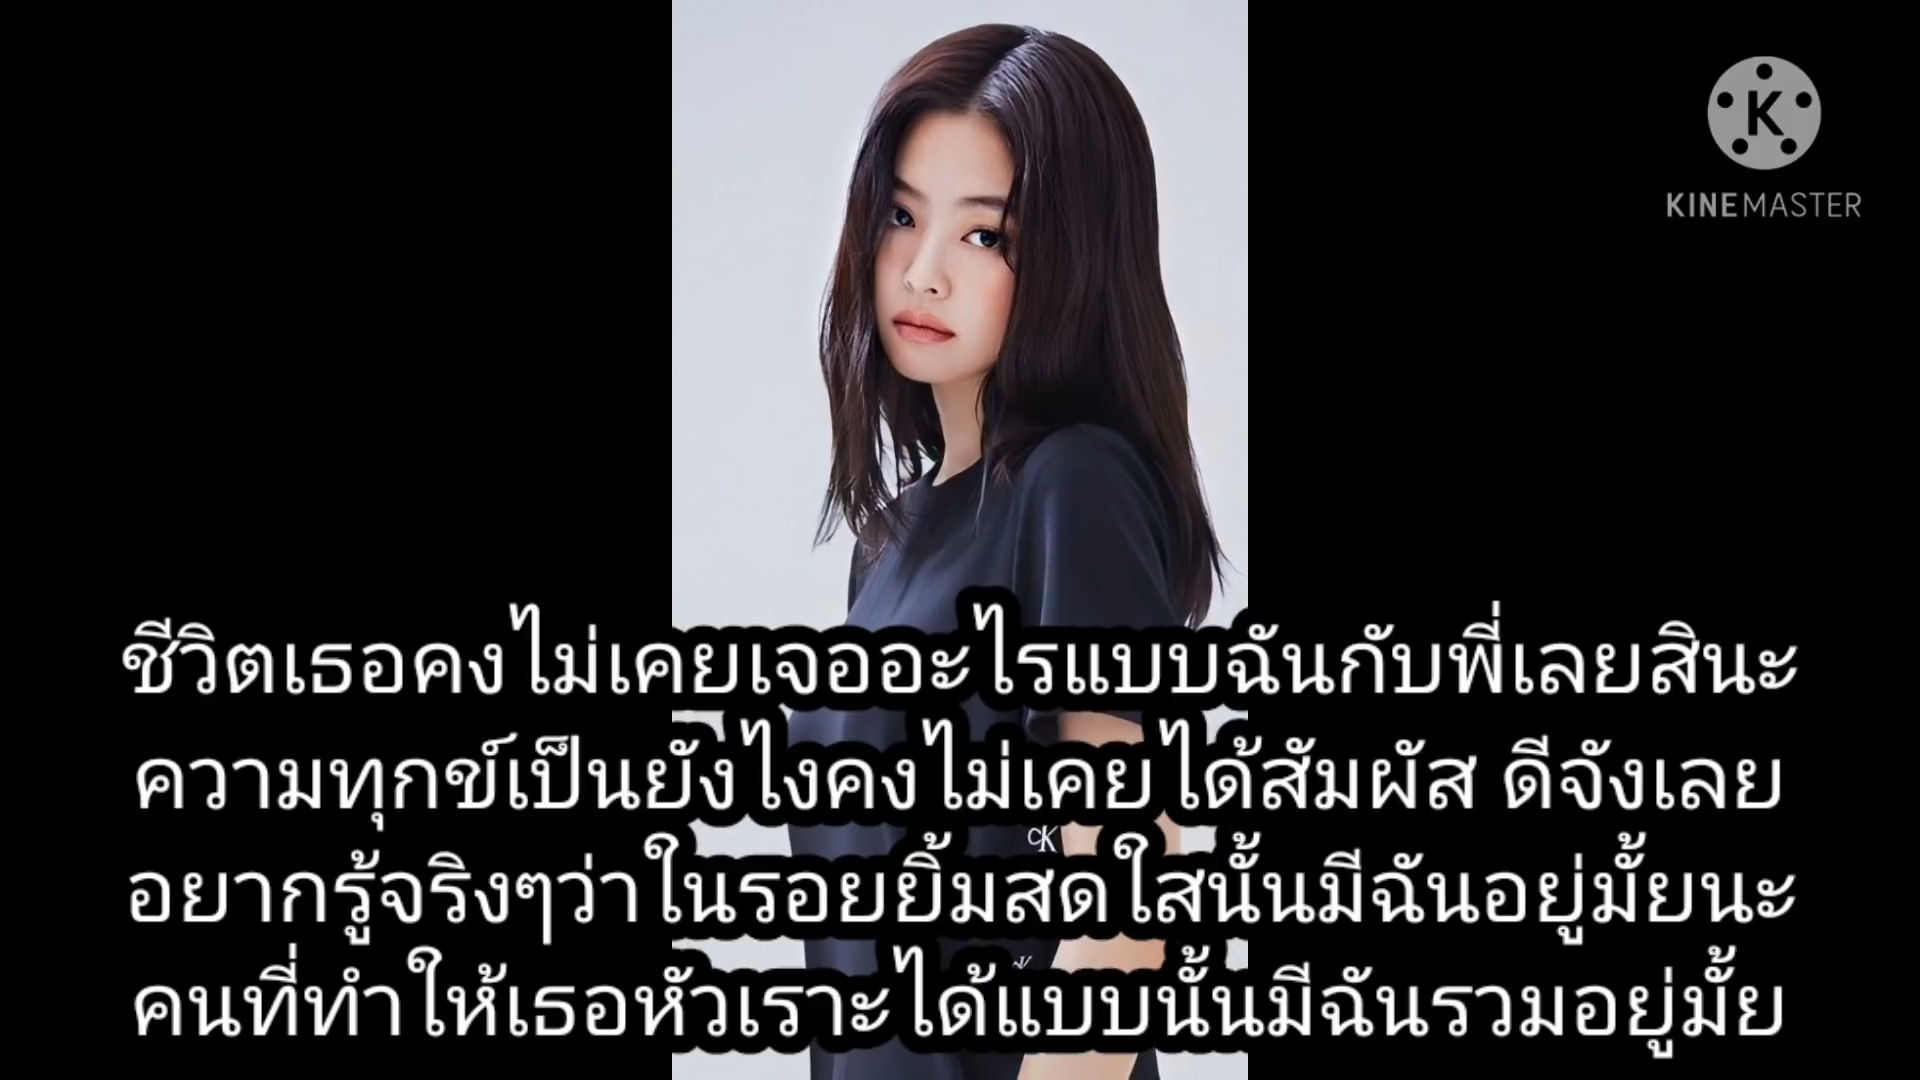 K
KINEMASTER
ชีวิตเธอคงไม่เคยเจออะไรแบบฉันกับพี่เลยสินะ
ความทุกข์เป็นยังไงคงไม่เคยได้สัมผัส ดีจังเลย
CK
อยากรู้จริงๆว่าในรอยยิ้มสดใสนั้นมีฉันอยู่มั้ยนะ
คนที่ทำให้เธอหัวเราะได้แบบนั้นมีฉันรวมอยู่มั้ย